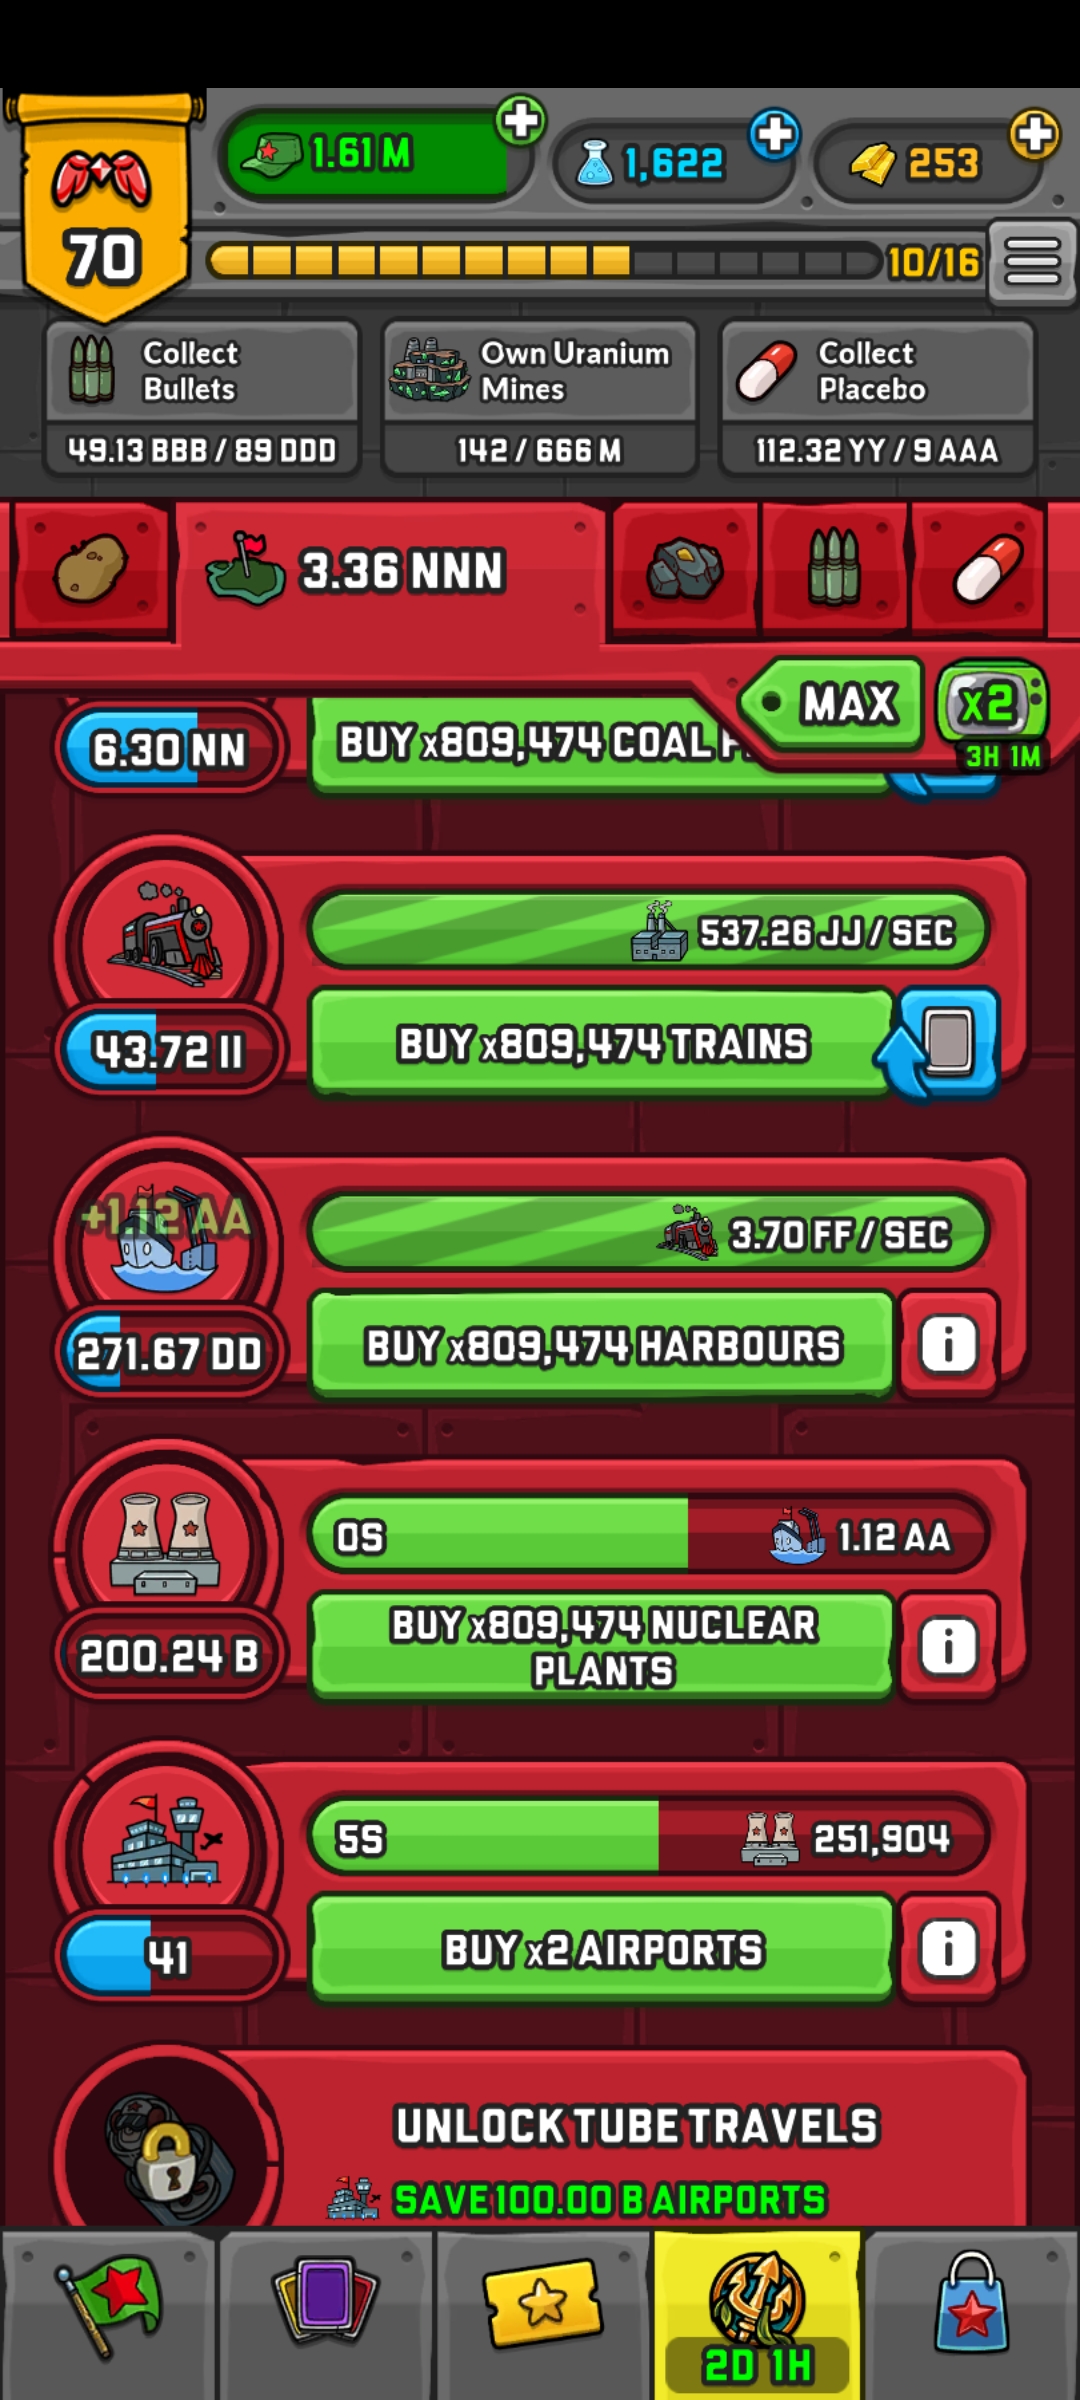 1.61 M
1,622
253
70
10/16
Collect
Bullets
49.13 BBB / 89 DDD
Own Uranium
Mines
142 / 666 M
Collect
Placebo
112.32 YY / 9 AAA
3.36 NNN
MAX
x2
3H 1M
6.30 NN
BUY x809,474 COAL
537.26 JJ / SEC
43.72 II
BUY x809,474 TRAINS
+1.12 AA
3.70 FF / SEC
271.67 DD
BUY x809,474 HARBOURS
i
0S
1.12 AA
200.24 B
BUY x809,474 NUCLEAR
PLANTS
i
5S
251,904
41
BUY x2 AIRPORTS
i
UNLOCK TUBE TRAVELS
SAVE 100.00 B AIRPORTS
2D 1H